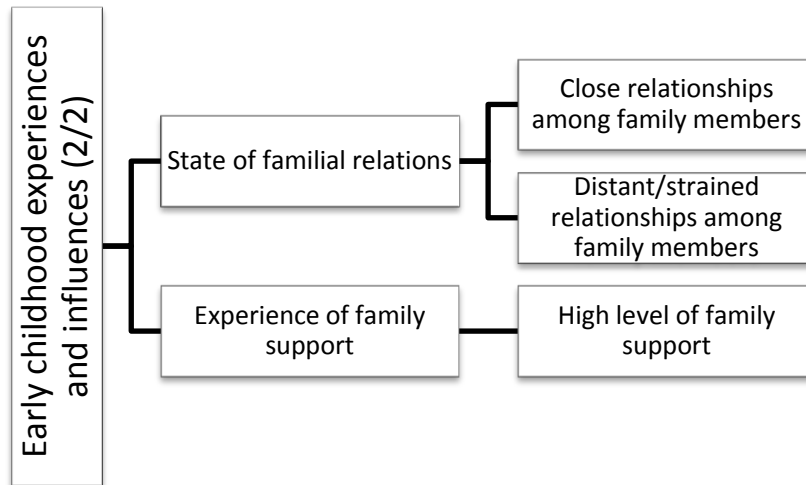 Early childhood experiences
and influences (2/2)
State of familial relations
Close relationships
among family members
Distant/strained
relationships among
family members
Experience of family
support
High level of family
support